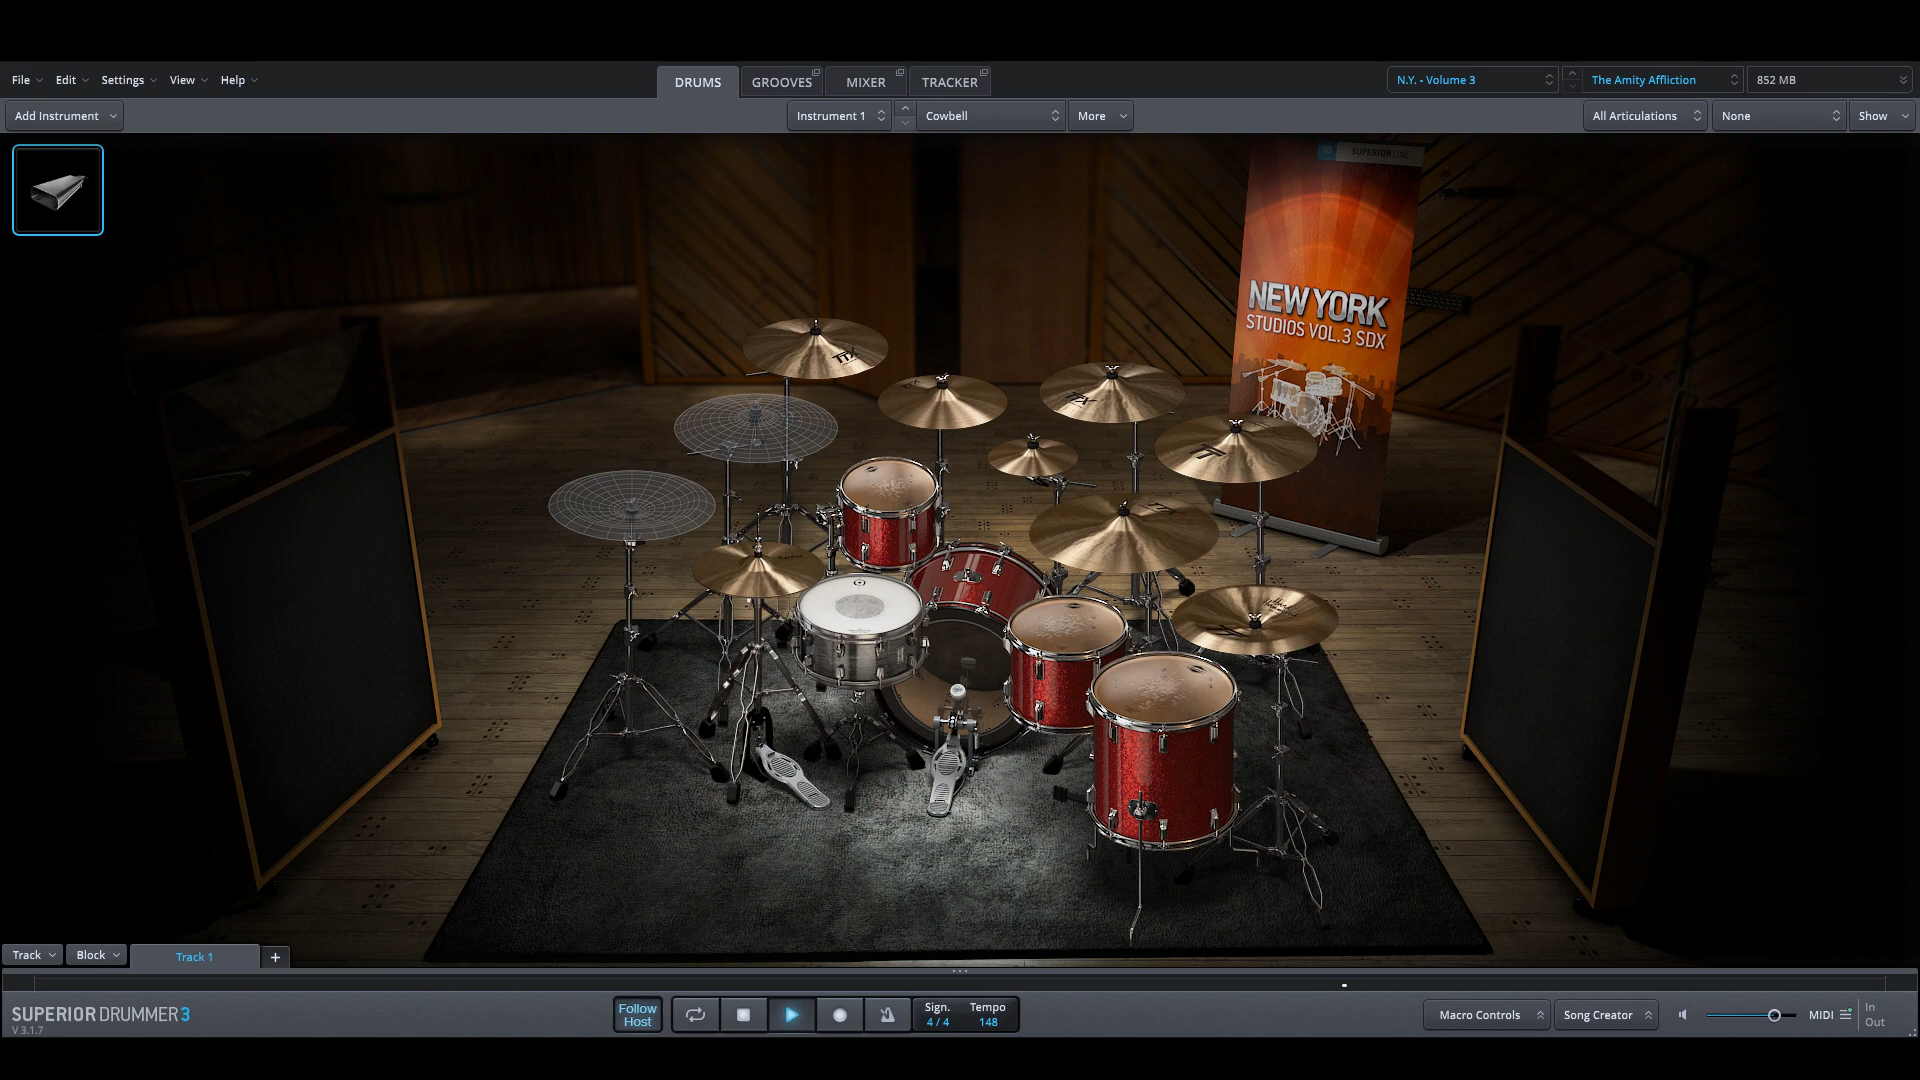 File Edit Settings View Help
DRUMS GROOVES MIXER TRACKER
N.Y. - Volume 3 The Amity Affliction 852 MB
Add Instrument Instrument 1 Cowbell More All Articulations None Show
SUPERIOR LINE
NEW YORK
STUDIOS VOL.3 SDX
Track Block Track 1 +
SUPERIOR DRUMMER 3
V 3.1.7
Follow
Host
Sign. Tempo
4 / 4 148
Macro Controls Song Creator MIDI In
Out